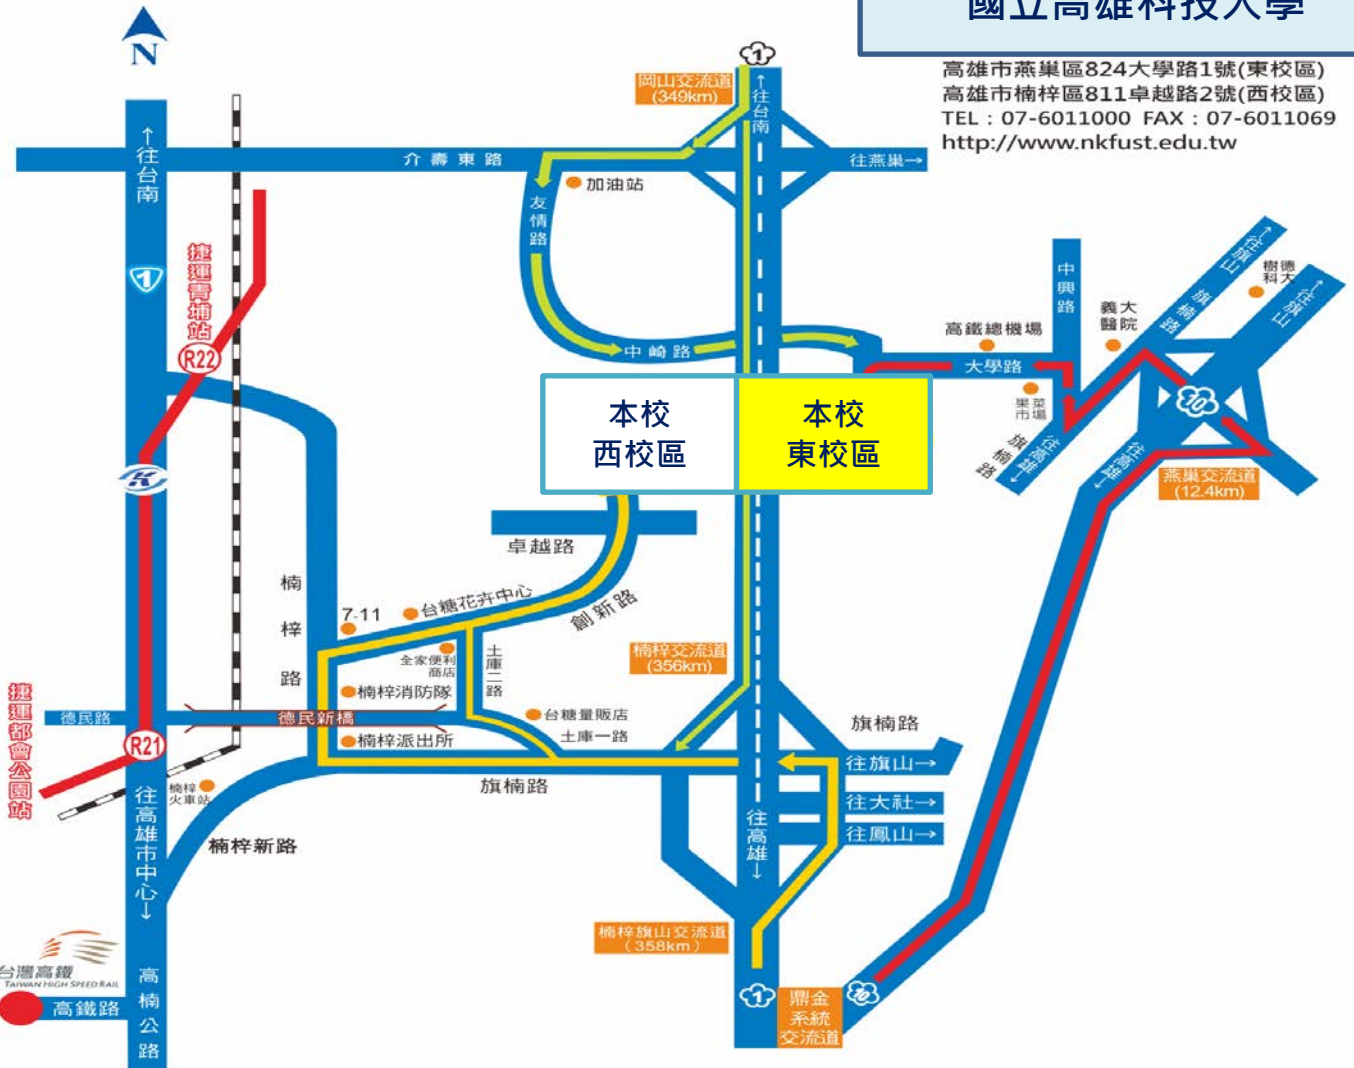 國立高雄科技大學
高雄市燕巢區824大學路1號(東校區)
高雄市楠梓區811卓越路2號(西校區)
TEL：07-6011000 FAX：07-6011069
http://www.nkfust.edu.tw
N
1
岡山交流道
(349km)
↑往台南
↑往台南
介壽東路
往燕巢→
加油站
友情路
捷運青埔站
1
R22
中崎路
中興路
高鐵總機場
大學路
義大
醫院
↑往旗山
旗楠路
樹德
科大
↑往旗山
果菜
市場
旗楠路
往高雄↓
往高雄↓
10
燕巢交流道
(12.4km)
本校
西校區
本校
東校區
卓越路
創新路
台糖花卉中心
7-11
楠梓路
全家便利
商店
土庫二路
楠梓消防隊
楠梓交流道
(356km)
捷運都會公園站
德民路
德民新橋
台糖量販店
土庫一路
R21
楠梓派出所
旗楠路
旗楠路
往旗山→
往大社→
往鳳山→
楠梓
火車站
往高雄市中心↓
楠梓新路
往高雄↓
楠梓旗山交流道
(358km)
台灣高鐵
TAIWAN HIGH SPEED RAIL
高鐵路
高楠公路
1
鼎金
系統
交流道
10